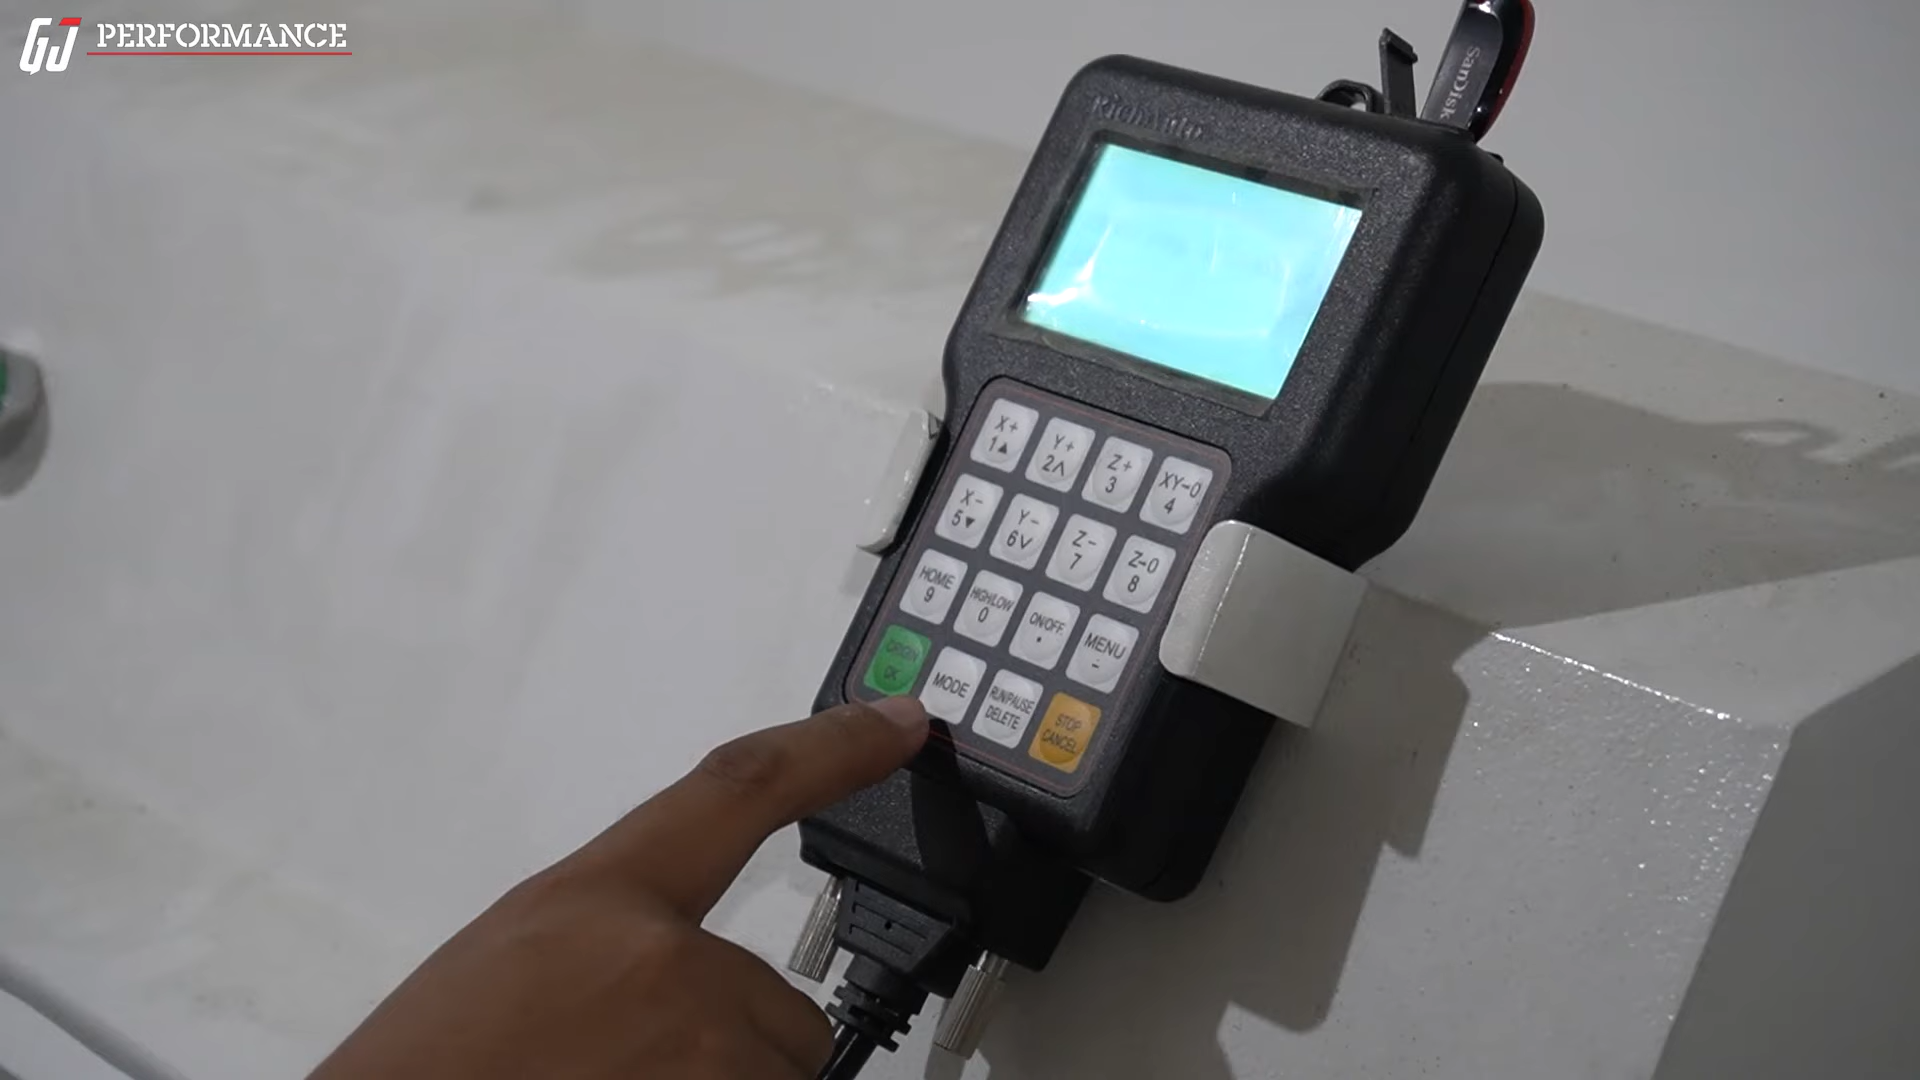 GJ PERFORMANCE
SanDisk
RichAuto
X+
1▲
Y+
2∧
Z+
3
XY-0
4
X-
5▼
Y-
6∨
Z-
7
Z-0
8
HOME
9
HIGH/LOW
0
ON/OFF
.
MENU
-
ORIGIN
OK
MODE
RUN/PAUSE
DELETE
STOP
CANCEL